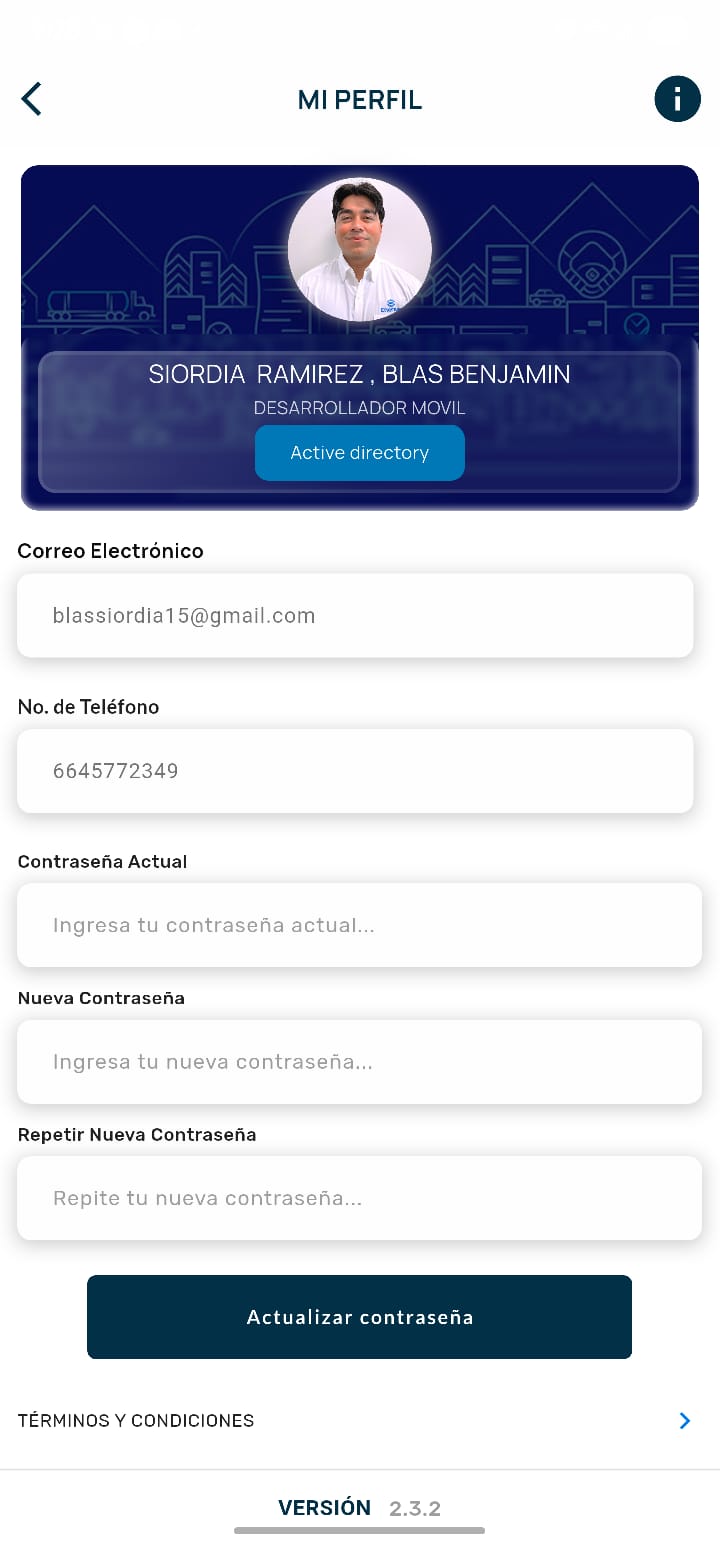 MI PERFIL
SIORDIA  RAMIREZ , BLAS BENJAMIN
DESARROLLADOR MOVIL
Active directory
Correo Electrónico
blassiordia15@gmail.com
No. de Teléfono
6645772349
Contraseña Actual
Ingresa tu contraseña actual...
Nueva Contraseña
Ingresa tu nueva contraseña...
Repetir Nueva Contraseña
Repite tu nueva contraseña...
Actualizar contraseña
TÉRMINOS Y CONDICIONES
VERSIÓN 2.3.2